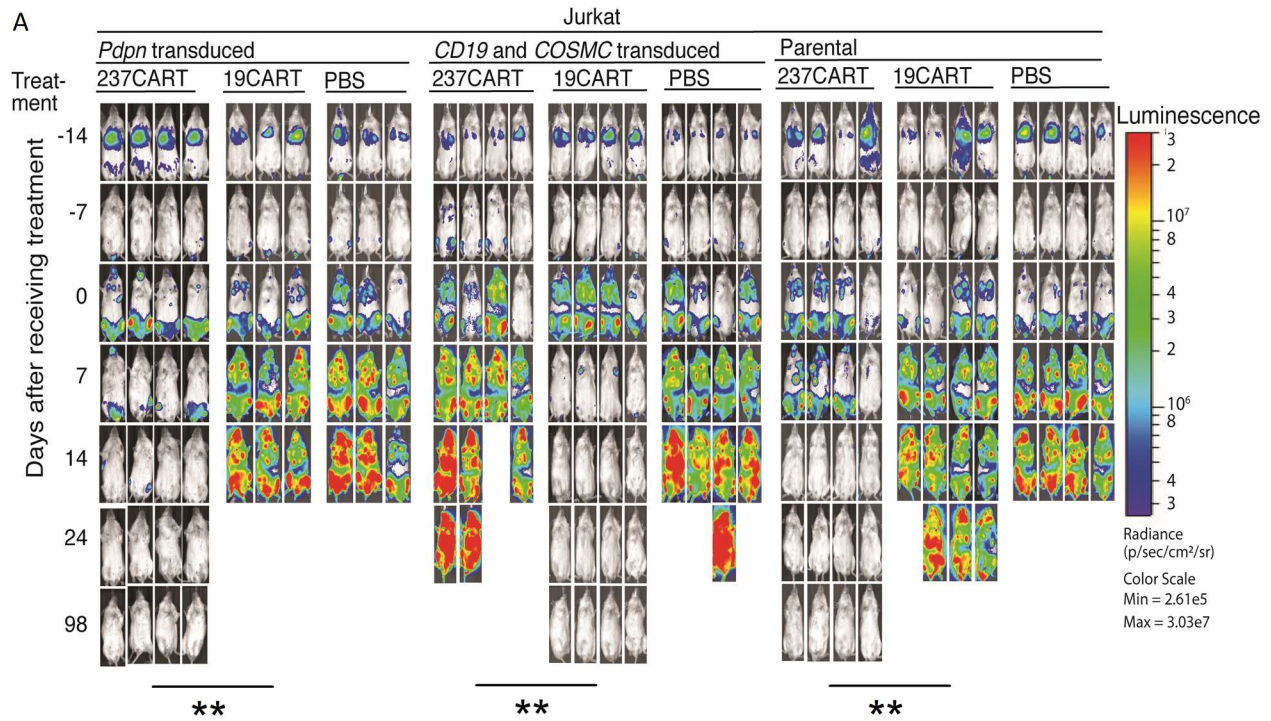 A
Jurkat
Pdpn transduced
CD19 and COSMC transduced
Parental
Treat-
ment
237CART 19CART PBS 237CART 19CART PBS 237CART 19CART PBS
Days after receiving treatment
-14
-7
0
7
14
24
98
Luminescence
3
2
10⁷
8
6
4
3
2
10⁶
8
6
4
3
Radiance
(p/sec/cm²/sr)
Color Scale
Min = 2.61e5
Max = 3.03e7
** ** **